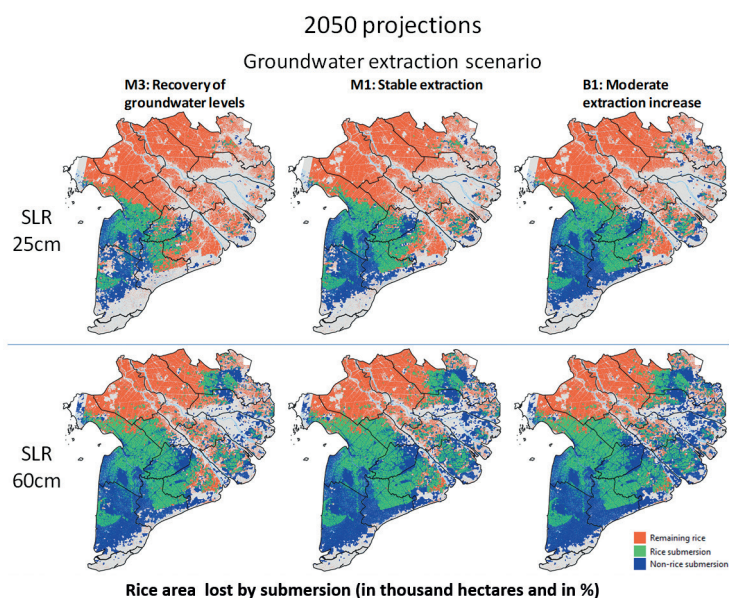 2050 projections
Groundwater extraction scenario
M3: Recovery of
groundwater levels
M1: Stable extraction
B1: Moderate
extraction increase
SLR
25cm
SLR
60cm
Remaining rice
Rice submersion
Non-rice submersion
Rice area lost by submersion (in thousand hectares and in %)